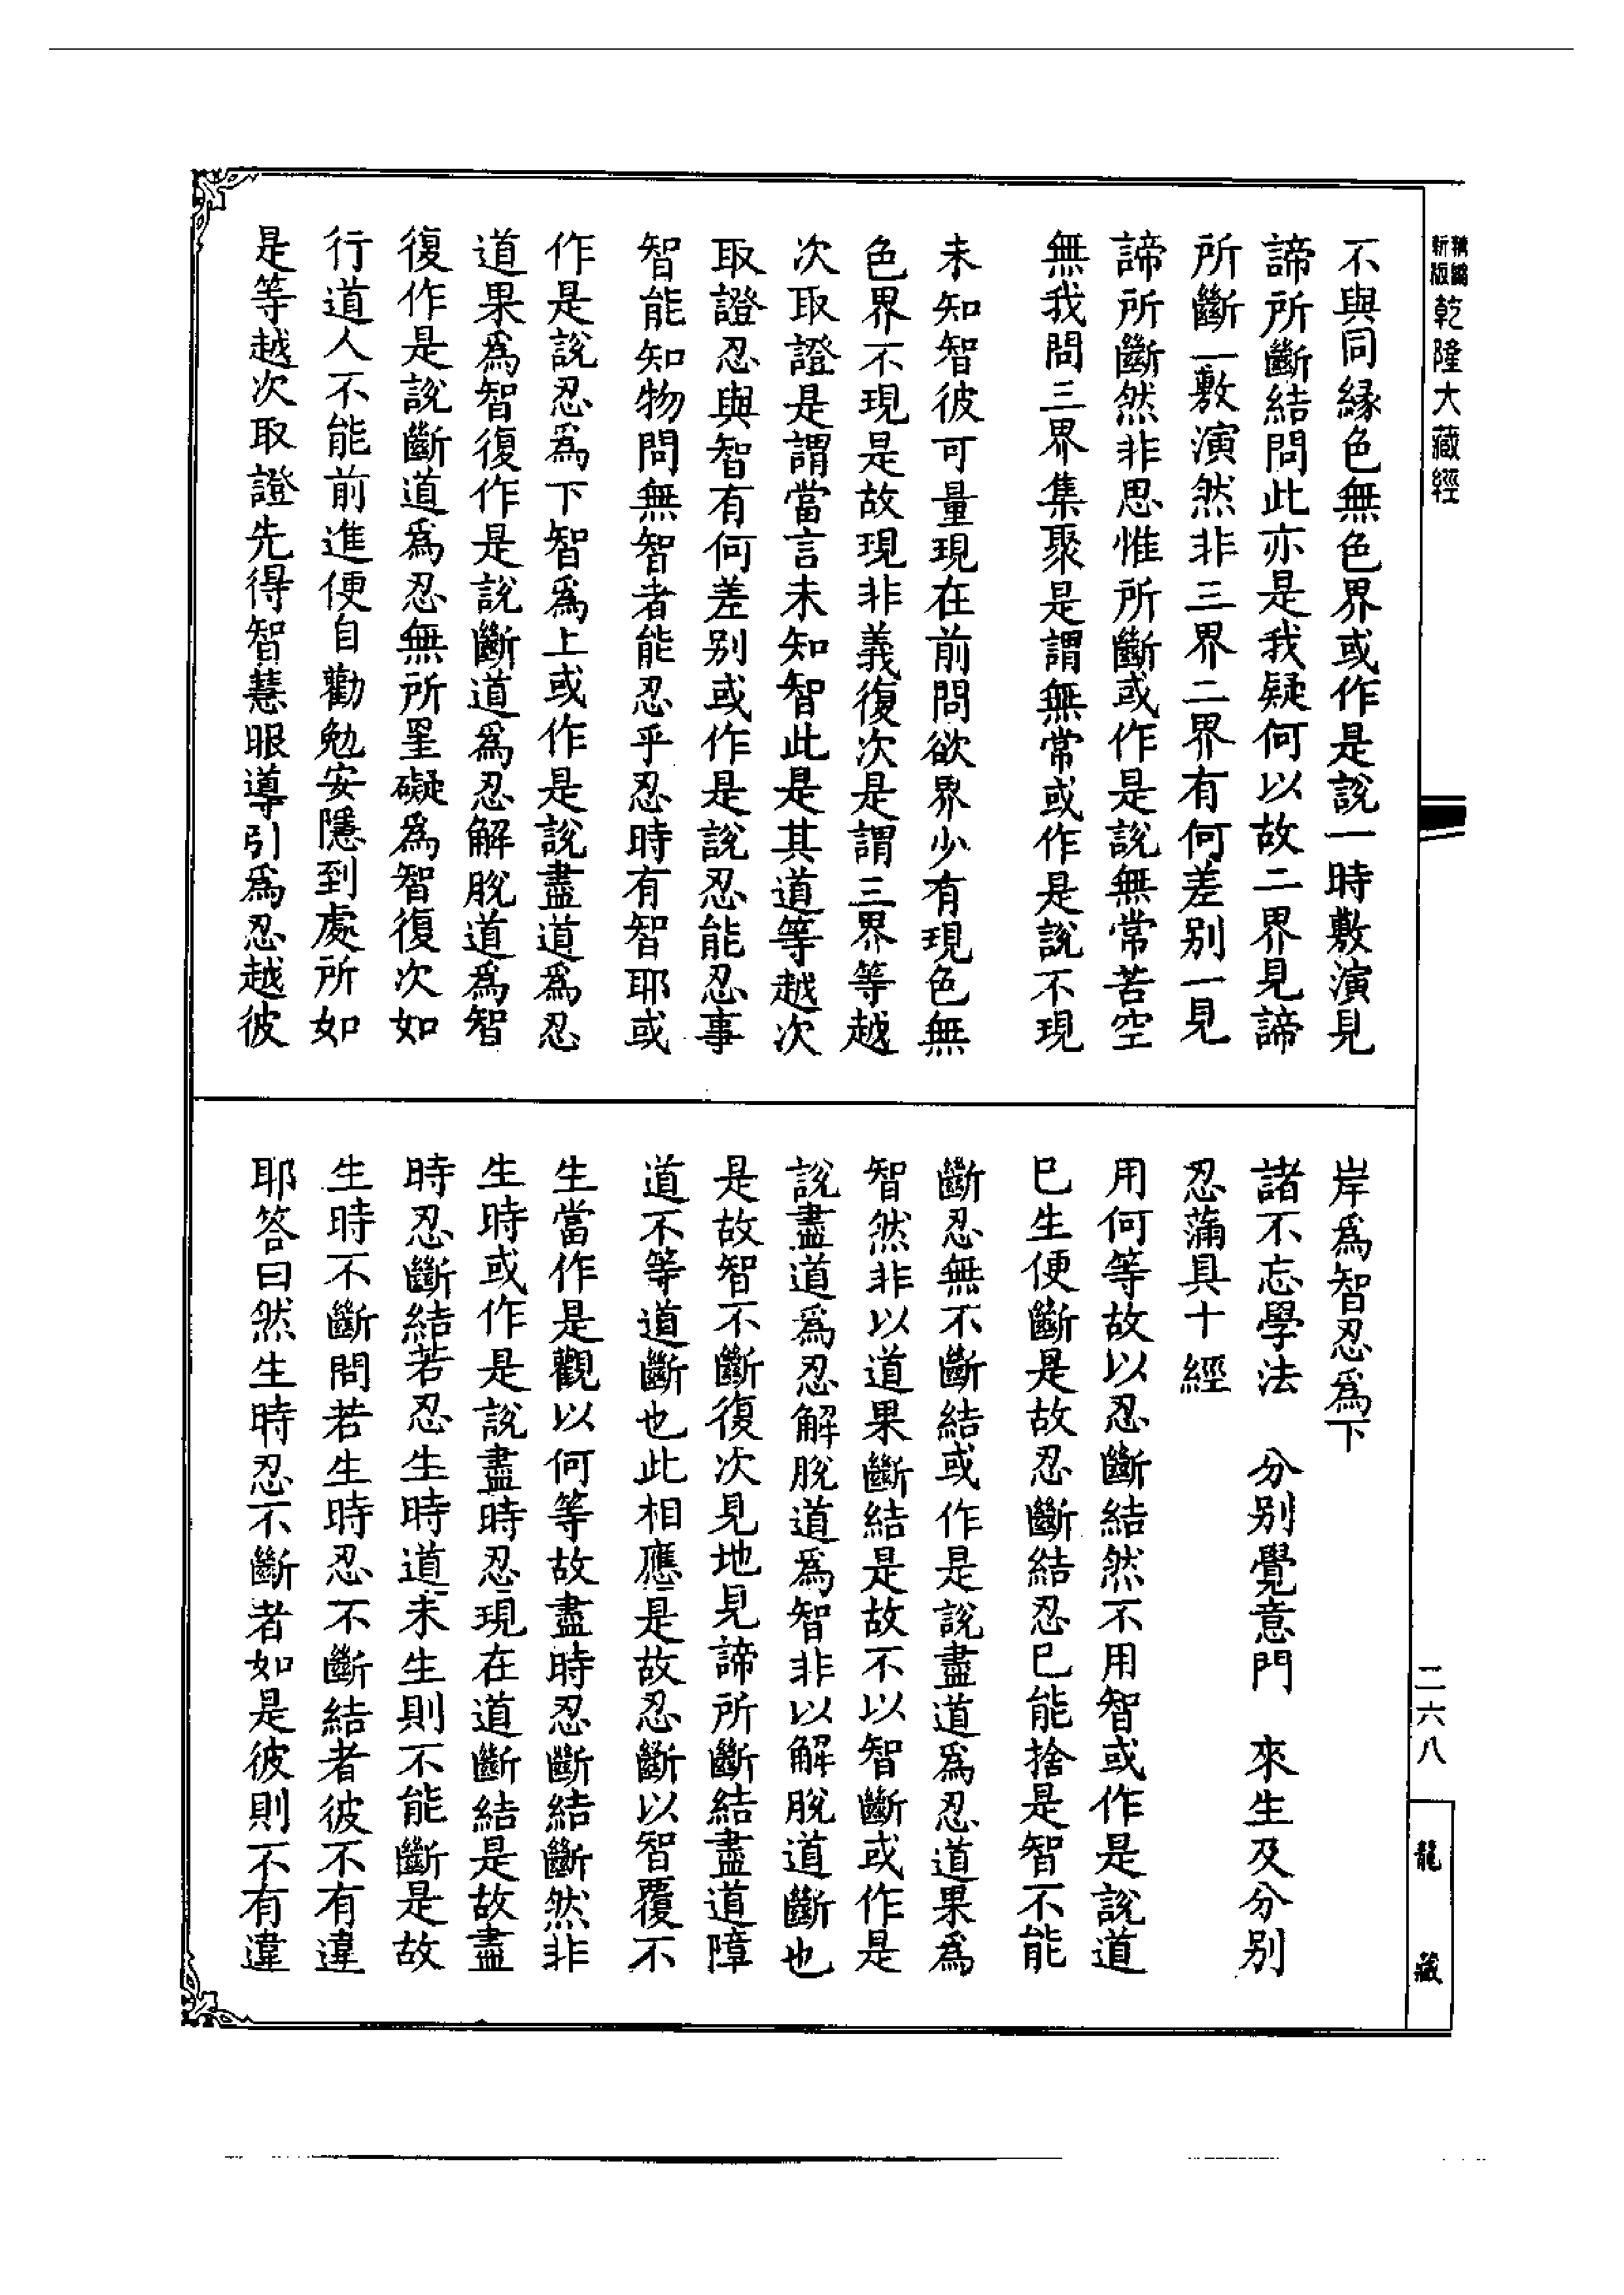 新編
新版
乾隆大藏經
不與同緣色無色界或作是說一時敷演見
諦所斷結問此亦是我疑何以故二界見諦
所斷一敷演然非三界二界有何差別一見
諦所斷然非思惟所斷或作是說無常苦空
無我問三界集聚是謂無常或作是說不現
未知智彼可量現在前問欲界少有現色無
色界不現是故現非義復次是謂三界等越
次取證是謂當言未知智此是其道等越次
取證忍與智有何差別或作是說忍能忍事
智能知物問無智者能忍乎忍時有智耶或
作是說忍為下智為上或作是說盡道為忍
道果為智復作是說斷道為忍解脫道為智
復作是說斷道為忍無所罣礙為智復次如
行道人不能前進便自勸勉安隱到處所如
是等越次取證先得智慧眼導引為忍越彼
岸為智忍為下
諸不忘學法　分別覺意門　來生及分別
忍蒲具十經
用何等故以忍斷結然不用智或作是說道
巳生便斷是故忍斷結忍巳能捨是智不能
斷忍無不斷結或作是說盡道為忍道果為
智然非以道果斷結是故不以智斷或作是
說盡道為忍解脫道為智非以解脫道斷也
是故智不斷復次見地見諦所斷結盡道障
道不等道斷也此相應是故忍斷以智覆不
生當作是觀以何等故盡時忍斷結斷然非
生時或作是說盡時忍現在道斷結是故盡
時忍斷結若忍生時道未生則不能斷是故
生時不斷問若生時忍不斷結者彼不有違
耶答曰然生時忍不斷者如是彼則不有違
二六八
龍藏